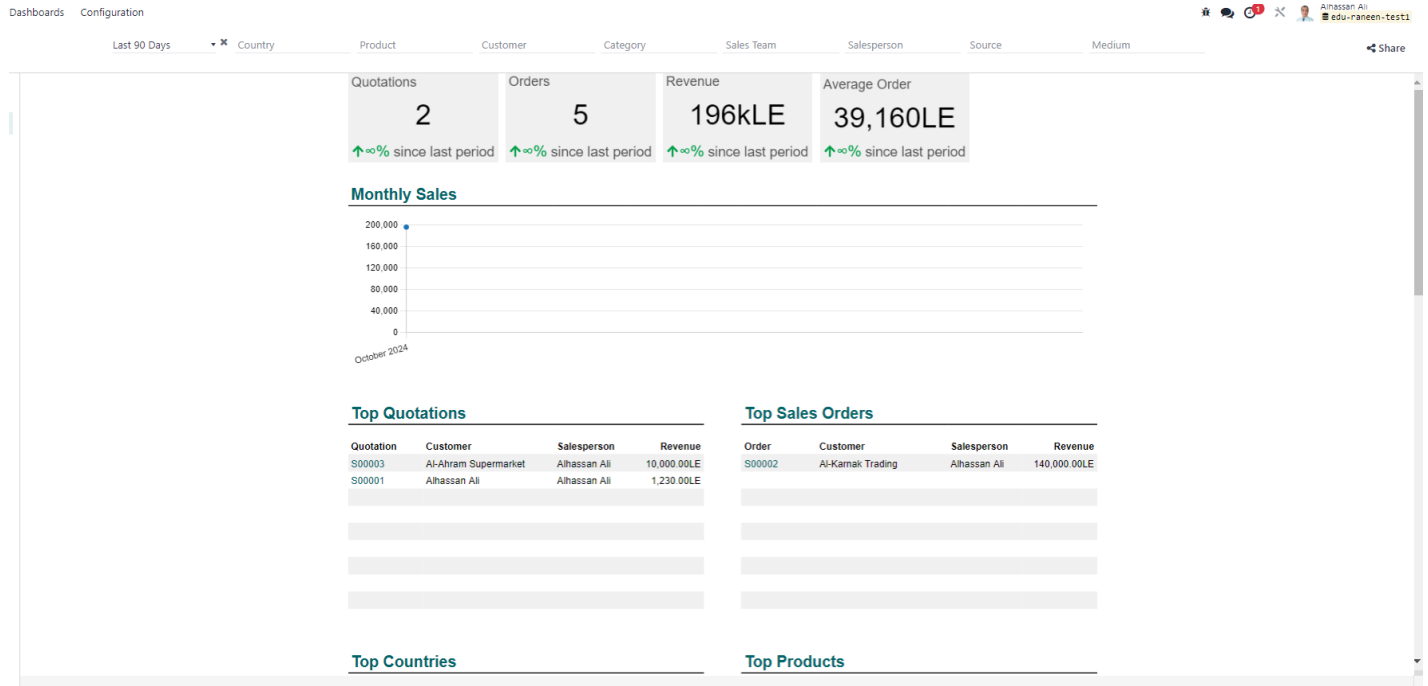 Dashboards Configuration
1
Alhassan Ali
edu-raneen-test1
Last 90 Days Country Product Customer Category Sales Team Salesperson Source Medium
Share
Quotations Orders Revenue Average Order
2 5 196kLE 39,160LE
∞% since last period ∞% since last period ∞% since last period ∞% since last period
Monthly Sales
200,000
160,000
120,000
80,000
40,000
0
October 2024
Top Quotations
Quotation Customer Salesperson Revenue
S00003 Al-Ahram Supermarket Alhassan Ali 10,000.00LE
S00001 Alhassan Ali Alhassan Ali 1,230.00LE
Top Sales Orders
Order Customer Salesperson Revenue
S00002 Al-Karnak Trading Alhassan Ali 140,000.00LE
Top Countries
Top Products